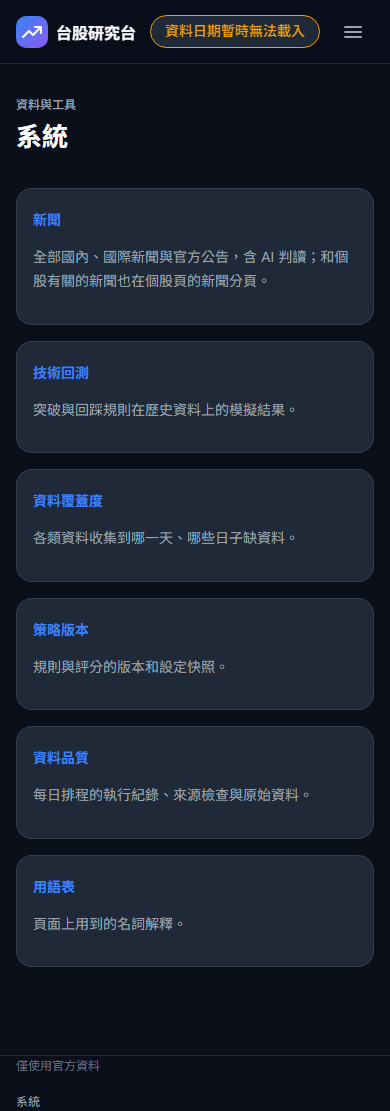 台股研究台
資料日期暫時無法載入
資料與工具
系統
新聞
全部國內、國際新聞與官方公告，含 AI 判讀；和個
股有關的新聞也在個股頁的新聞分頁。
技術回測
突破與回踩規則在歷史資料上的模擬結果。
資料覆蓋度
各類資料收集到哪一天、哪些日子缺資料。
策略版本
規則與評分的版本和設定快照。
資料品質
每日排程的執行紀錄、來源檢查與原始資料。
用語表
頁面上用到的名詞解釋。
僅使用官方資料
系統